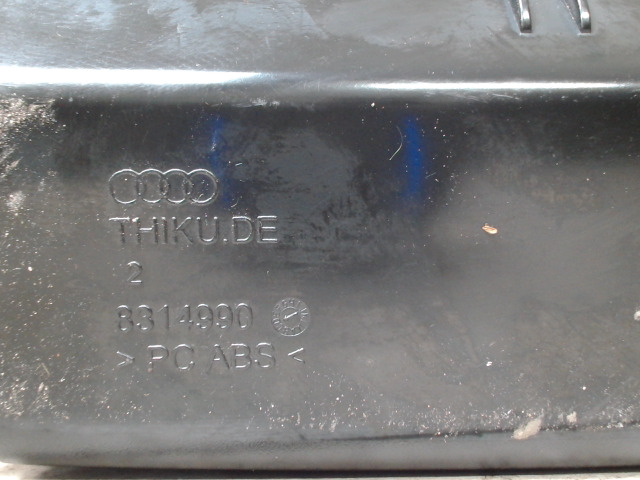 THIKU.DE
2
8314990
> PC ABS <